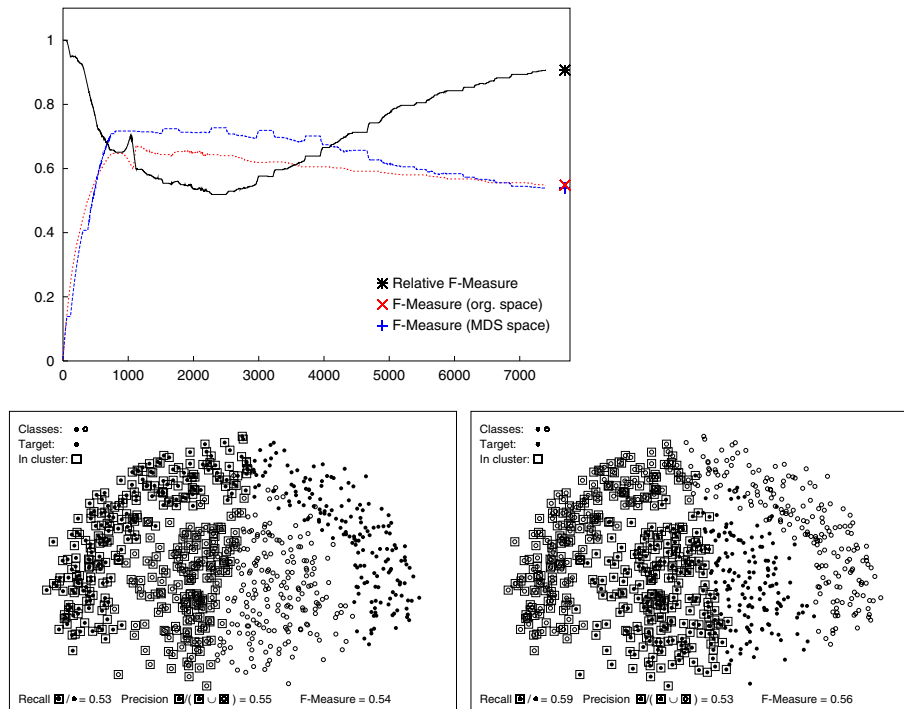 1
0.8
0.6
0.4
0.2
0
0 1000 2000 3000 4000 5000 6000 7000
Relative F-Measure
F-Measure (org. space)
F-Measure (MDS space)
Classes:
Target:
In cluster:
Recall / = 0.53 Precision /( ∪ ) = 0.55 F-Measure = 0.54
Classes:
Target:
In cluster:
Recall / = 0.59 Precision /( ∪ ) = 0.53 F-Measure = 0.56